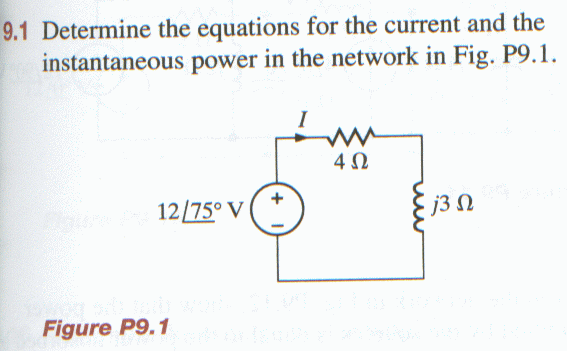 9.1 Determine the equations for the current and the
instantaneous power in the network in Fig. P9.1.
I
4 Ω
12/75° V
+
−
j3 Ω
Figure P9.1